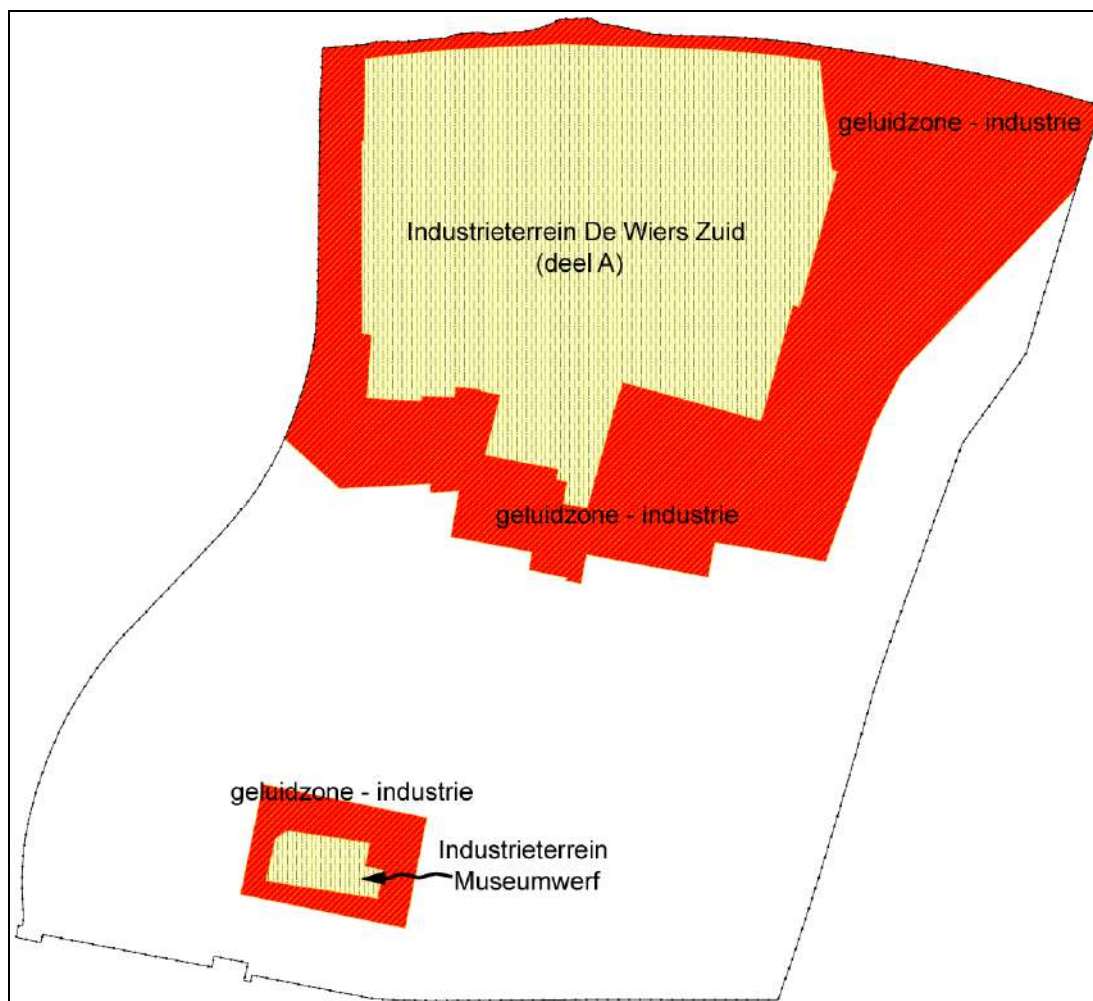 geluidzone - industrie
Industrieterrein De Wiers Zuid
(deel A)
geluidzone - industrie
geluidzone - industrie
Industrieterrein
Museumwerf